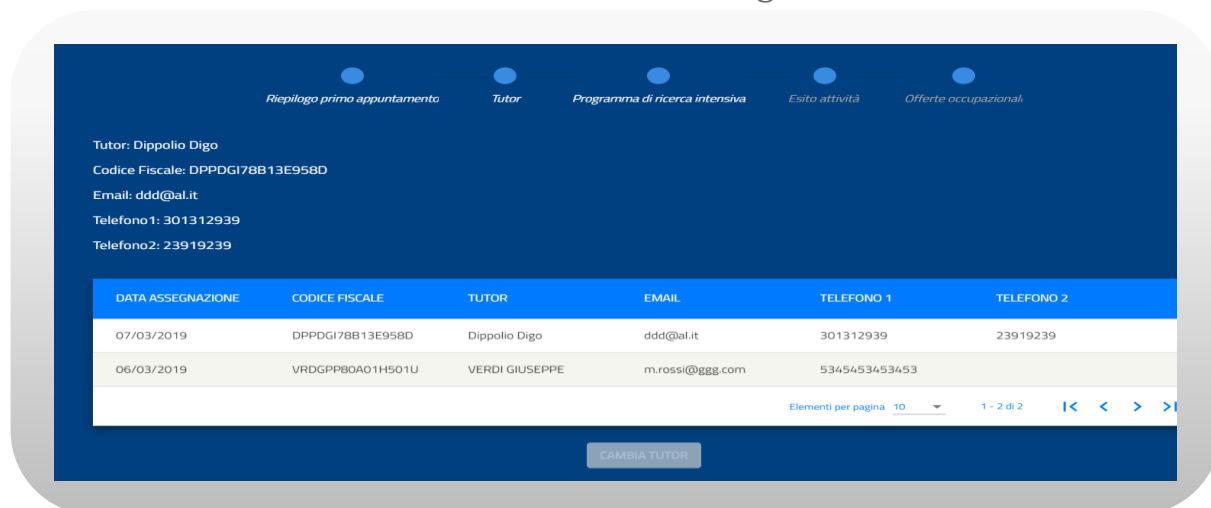 Riepilogo primo appuntamento Tutor Programma di ricerca intensiva Esito attività Offerte occupazionali
Tutor: Dippolio Digo
Codice Fiscale: DPPDGI78B13E958D
Email: ddd@al.it
Telefono1: 301312939
Telefono2: 23919239
DATA ASSEGNAZIONE CODICE FISCALE TUTOR EMAIL TELEFONO 1 TELEFONO 2
07/03/2019 DPPDGI78B13E958D Dippolio Digo ddd@al.it 301312939 23919239
06/03/2019 VRDGPP80A01H501U VERDI GIUSEPPE m.rossi@ggg.com 5345453453453
Elementi per pagina 10 1 - 2 di 2
CAMBIA TUTOR